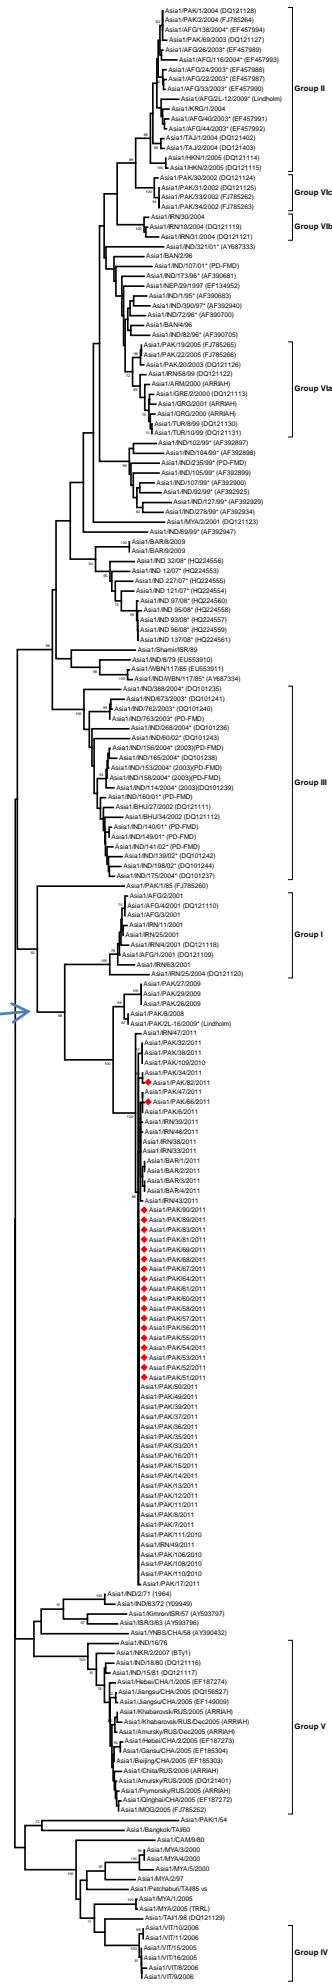 Asia1/PAK/1/2004 (DQ121128)
Asia1/PAK/2/2004 (FJ785264)
Asia1/AFG/138/2004* (EF457994)
Asia1/PAK/69/2003 (DQ121127)
Asia1/AFG/26/2003* (EF457989)
Asia1/AFG/116/2004* (EF457993)
Asia1/AFG/24/2003* (EF457988)
Asia1/AFG/22/2003* (EF457987)
Asia1/AFG/33/2003* (EF457990)
Group II
Asia1/AFG/2L-12/2009* (Lindholm)
Asia1/KRG/1/2004
Asia1/AFG/40/2003* (EF457991)
Asia1/AFG/44/2003* (EF457992)
Asia1/TAJ/1/2004 (DQ121402)
Asia1/TAJ/2/2004 (DQ121403)
Asia1/HKN/1/2005 (DQ121114)
Asia1/HKN/2/2005 (DQ121115)
Asia1/PAK/30/2002 (DQ121124)
Asia1/PAK/31/2002 (DQ121125)
Group VIc
Asia1/PAK/33/2002 (FJ785262)
Asia1/PAK/34/2002 (FJ785263)
Asia1/IRN/30/2004
Asia1/IRN/10/2004 (DQ121119)
Group VIb
Asia1/IRN/31/2004 (DQ121121)
Asia1/IND/321/01* (AY687333)
Asia1/BAN/2/96
Asia1/IND/107/01* (PD-FMD)
Asia1/IND/173/96* (AF390681)
Asia1/NEP/29/1997 (EF134952)
Asia1/IND/1/95* (AF390683)
Asia1/IND/390/97* (AF392940)
Asia1/IND/72/96* (AF390700)
Asia1/BAN/4/96
Asia1/IND/82/96* (AF390705)
Asia1/PAK/19/2005 (FJ785265)
Asia1/PAK/22/2005 (FJ785266)
Asia1/PAK/20/2003 (DQ121126)
Asia1/IRN/58/99 (DQ121122)
Asia1/ARM/2000 (ARRIAH)
Group VIa
Asia1/GRE/2/2000 (DQ121113)
Asia1/GRG/2001 (ARRIAH)
Asia1/GRG/2000 (ARRIAH)
Asia1/TUR/8/99 (DQ121130)
Asia1/TUR/10/99 (DQ121131)
Asia1/IND/102/99* (AF392897)
Asia1/IND/104/99* (AF392898)
Asia1/IND/235/99* (PD-FMD)
Asia1/IND/105/99* (AF392899)
Asia1/IND/107/99* (AF392900)
Asia1/IND/92/99* (AF392925)
Asia1/IND/127/99* (AF392929)
Asia1/IND/278/99* (AF392934)
Asia1/MYA/2/2001 (DQ121123)
Asia1/IND/69/99* (AF392947)
Asia1/BAR/8/2009
Asia1/BAR/9/2009
Asia1/IND 32/08* (HQ224556)
Asia1/IND 12/07* (HQ224553)
Asia1/IND 227/07* (HQ224555)
Asia1/IND 121/07* (HQ224554)
Asia1/IND 97/08* (HQ224560)
Asia1/IND 95/08* (HQ224558)
Asia1/IND 93/08* (HQ224557)
Asia1/IND 96/08* (HQ224559)
Asia1/IND 137/08* (HQ224561)
Asia1/Shamir/ISR/89
Asia1/IND/8/79 (EU553910)
Asia1/WBN/117/85 (EU553911)
Asia1/IND/WBN/117/85* (AY687334)
Asia1/IND/388/2004* (DQ101235)
Asia1/IND/673/2003* (DQ101241)
Asia1/IND/762/2003* (DQ101240)
Asia1/IND/763/2003* (PD-FMD)
Asia1/IND/268/2004* (DQ101236)
Asia1/IND/60/02* (DQ101243)
Asia1/IND/156/2004* (2003)(PD-FMD)
Asia1/IND/165/2004* (DQ101238)
Asia1/IND/153/2004* (2003)(PD-FMD)
Asia1/IND/158/2004* (2003)(PD-FMD)
Group III
Asia1/IND/114/2004* (2003)(DQ101239)
Asia1/IND/160/01* (PD-FMD)
Asia1/BHU/27/2002 (DQ121111)
Asia1/BHU/34/2002 (DQ121112)
Asia1/IND/140/01* (PD-FMD)
Asia1/IND/149/01* (PD-FMD)
Asia1/IND/141/02* (PD-FMD)
Asia1/IND/139/02* (DQ101242)
Asia1/IND/198/02* (DQ101244)
Asia1/IND/175/2004* (DQ101237)
Asia1/PAK/1/85 (FJ785260)
Asia1/AFG/2/2001
Asia1/AFG/4/2001 (DQ121110)
Asia1/AFG/3/2001
Asia1/IRN/11/2001
Asia1/IRN/25/2001
Group I
Asia1/IRN/4/2001 (DQ121118)
Asia1/AFG/1/2001 (DQ121109)
Asia1/IRN/63/2001
Asia1/IRN/25/2004 (DQ121120)
Asia1/PAK/27/2009
Asia1/PAK/29/2009
Asia1/PAK/26/2009
Asia1/PAK/8/2008
Asia1/PAK/2L-16/2009* (Lindholm)
Asia1/IRN/47/2011
Asia1/PAK/32/2011
Asia1/PAK/38/2011
Asia1/PAK/109/2010
Asia1/PAK/34/2011
Asia1/PAK/82/2011
Asia1/PAK/47/2011
Asia1/PAK/66/2011
Asia1/PAK/6/2011
Asia1/IRN/39/2011
Asia1/IRN/46/2011
Asia1/IRN/38/2011
Asia1/IRN/33/2011
Asia1/BAR/1/2011
Asia1/BAR/2/2011
Asia1/BAR/3/2011
Asia1/BAR/4/2011
Asia1/IRN/43/2011
Asia1/PAK/90/2011
Asia1/PAK/89/2011
Asia1/PAK/83/2011
Asia1/PAK/81/2011
Asia1/PAK/69/2011
Asia1/PAK/68/2011
Asia1/PAK/67/2011
Asia1/PAK/64/2011
Asia1/PAK/61/2011
Asia1/PAK/60/2011
Asia1/PAK/58/2011
Asia1/PAK/57/2011
Asia1/PAK/56/2011
Asia1/PAK/55/2011
Asia1/PAK/54/2011
Asia1/PAK/53/2011
Asia1/PAK/52/2011
Asia1/PAK/51/2011
Asia1/PAK/50/2011
Asia1/PAK/49/2011
Asia1/PAK/39/2011
Asia1/PAK/37/2011
Asia1/PAK/36/2011
Asia1/PAK/35/2011
Asia1/PAK/33/2011
Asia1/PAK/16/2011
Asia1/PAK/15/2011
Asia1/PAK/14/2011
Asia1/PAK/13/2011
Asia1/PAK/12/2011
Asia1/PAK/11/2011
Asia1/PAK/8/2011
Asia1/PAK/7/2011
Asia1/PAK/111/2010
Asia1/IRN/49/2011
Asia1/PAK/106/2010
Asia1/PAK/108/2010
Asia1/PAK/110/2010
Asia1/PAK/17/2011
Asia1/IND/2/71 (1964)
Asia1/IND/63/72 (Y09949)
Asia1/Kimron/ISR/57 (AY593797)
Asia1/ISR/3/63 (AY593796)
Asia1/YNBS/CHA/58 (AY390432)
Asia1/IND/16/76
Asia1/NKR/2/2007 (BTy1)
Asia1/IND/18/80 (DQ121116)
Asia1/IND/15/81 (DQ121117)
Asia1/Hebei/CHA/1/2005 (EF187274)
Asia1/Jiangsu/CHA/2005 (DQ156527)
Asia1/Jiangsu/CHA/2005 (EF149009)
Asia1/Khabarovsk/RUS/2005 (ARRIAH)
Asia1/Khabarovsk/RUS/Dec2005 (ARRIAH)
Group V
Asia1/Amursky/RUS/Dec2005 (ARRIAH)
Asia1/Hebei/CHA/2/2005 (EF187273)
Asia1/Gansu/CHA/2005 (EF185304)
Asia1/Beijing/CHA/2005 (EF185303)
Asia1/Chita/RUS/2006 (ARRIAH)
Asia1/Amursky/RUS/2005 (DQ121401)
Asia1/Prymorsky/RUS/2005 (ARRIAH)
Asia1/Qinghai/CHA/2005 (EF187272)
Asia1/MOG/2005 (FJ785252)
Asia1/PAK/1/54
Asia1/Bangkok/TAI/60
Asia1/CAM/9/80
Asia1/MYA/3/2000
Asia1/MYA/4/2000
Asia1/MYA/5/2000
Asia1/MYA/2/97
Asia1/Petchaburi/TAI/85 vs
Asia1/MYA/1/2005
Asia1/MYA/2005 (TRRL)
Asia1/TAI/1/98 (DQ121129)
Asia1/VIT/10/2006
Asia1/VIT/11/2006
Asia1/VIT/15/2005
Group IV
Asia1/VIT/16/2005
Asia1/VIT/8/2006
Asia1/VIT/9/2006